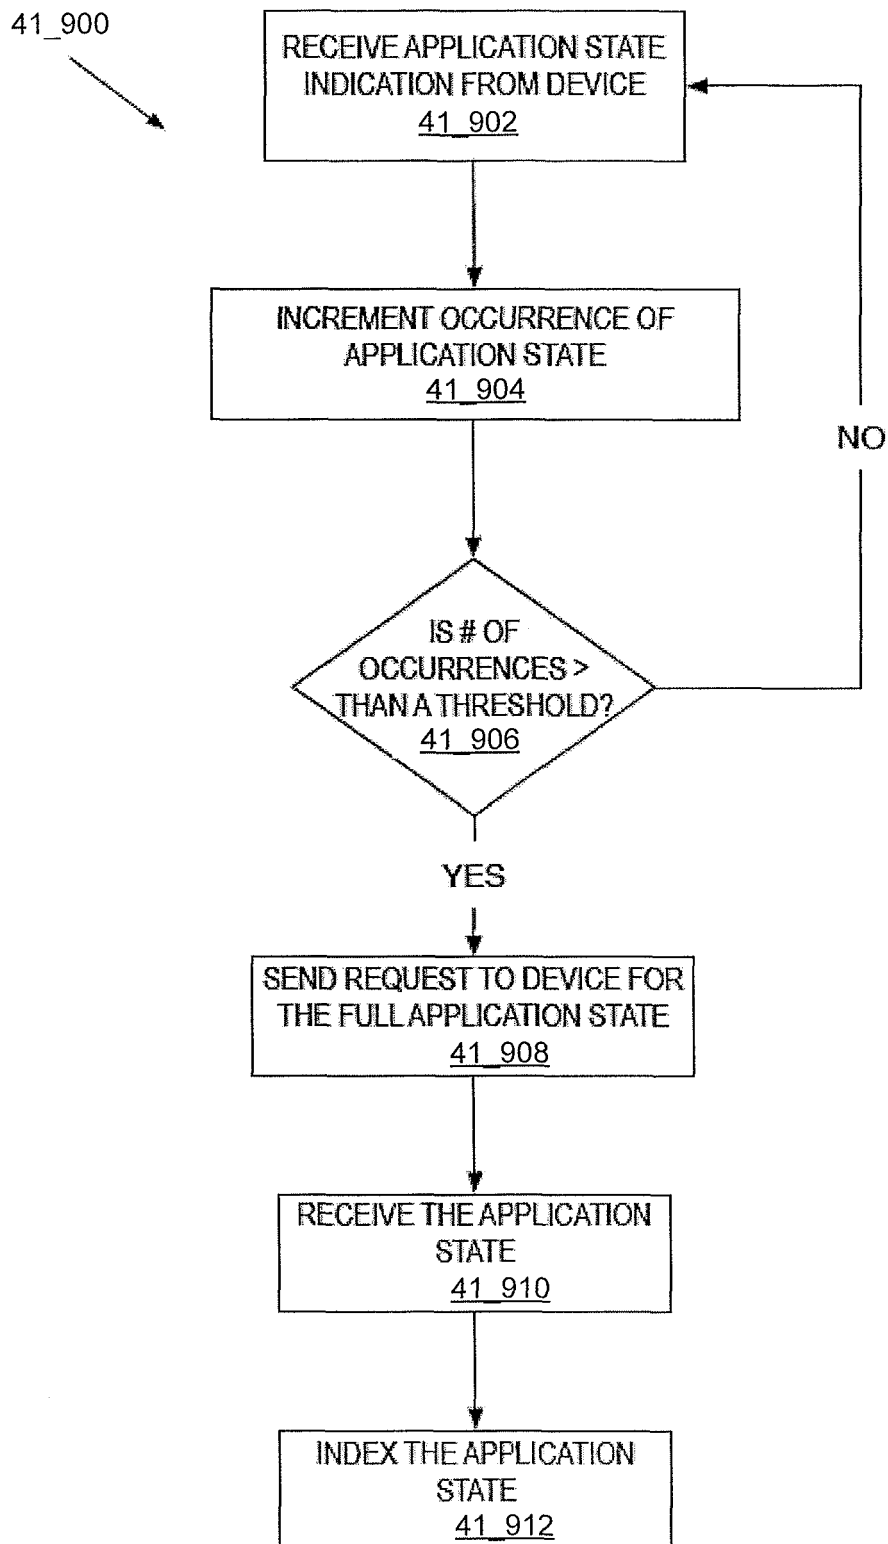 41_900
RECEIVE APPLICATION STATE
INDICATION FROM DEVICE
41_902
INCREMENT OCCURRENCE OF
APPLICATION STATE
41_904
NO
IS # OF
OCCURRENCES >
THAN A THRESHOLD?
41_906
YES
SEND REQUEST TO DEVICE FOR
THE FULL APPLICATION STATE
41_908
RECEIVE THE APPLICATION
STATE
41_910
INDEX THE APPLICATION
STATE
41_912